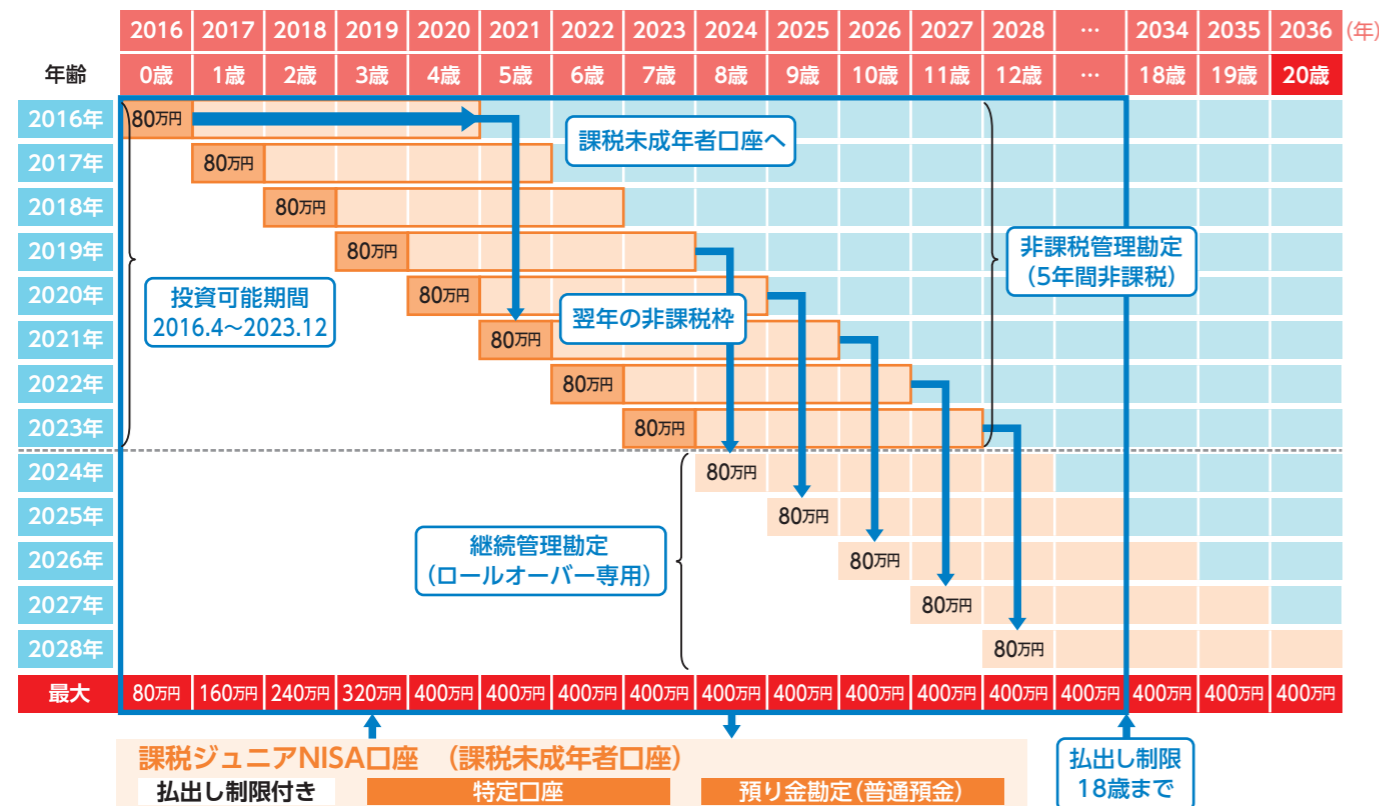 2016 2017 2018 2019 2020 2021 2022 2023 2024 2025 2026 2027 2028 … 2034 2035 2036 (年)
年齢 0歳 1歳 2歳 3歳 4歳 5歳 6歳 7歳 8歳 9歳 10歳 11歳 12歳 … 18歳 19歳 20歳
2016年 80万円
課税未成年者口座へ
2017年 80万円
2018年 80万円
2019年 80万円
非課税管理勘定
(5年間非課税)
2020年 80万円
投資可能期間
2016.4〜2023.12
翌年の非課税枠
2021年 80万円
2022年 80万円
2023年 80万円
2024年 80万円
2025年 80万円
継続管理勘定
(ロールオーバー専用)
2026年 80万円
2027年 80万円
2028年 80万円
最大 80万円 160万円 240万円 320万円 400万円 400万円 400万円 400万円 400万円 400万円 400万円 400万円 400万円 400万円 400万円 400万円 400万円
課税ジュニアNISA口座 (課税未成年者口座)
払出し制限付き 特定口座 預り金勘定(普通預金)
払出し制限
18歳まで